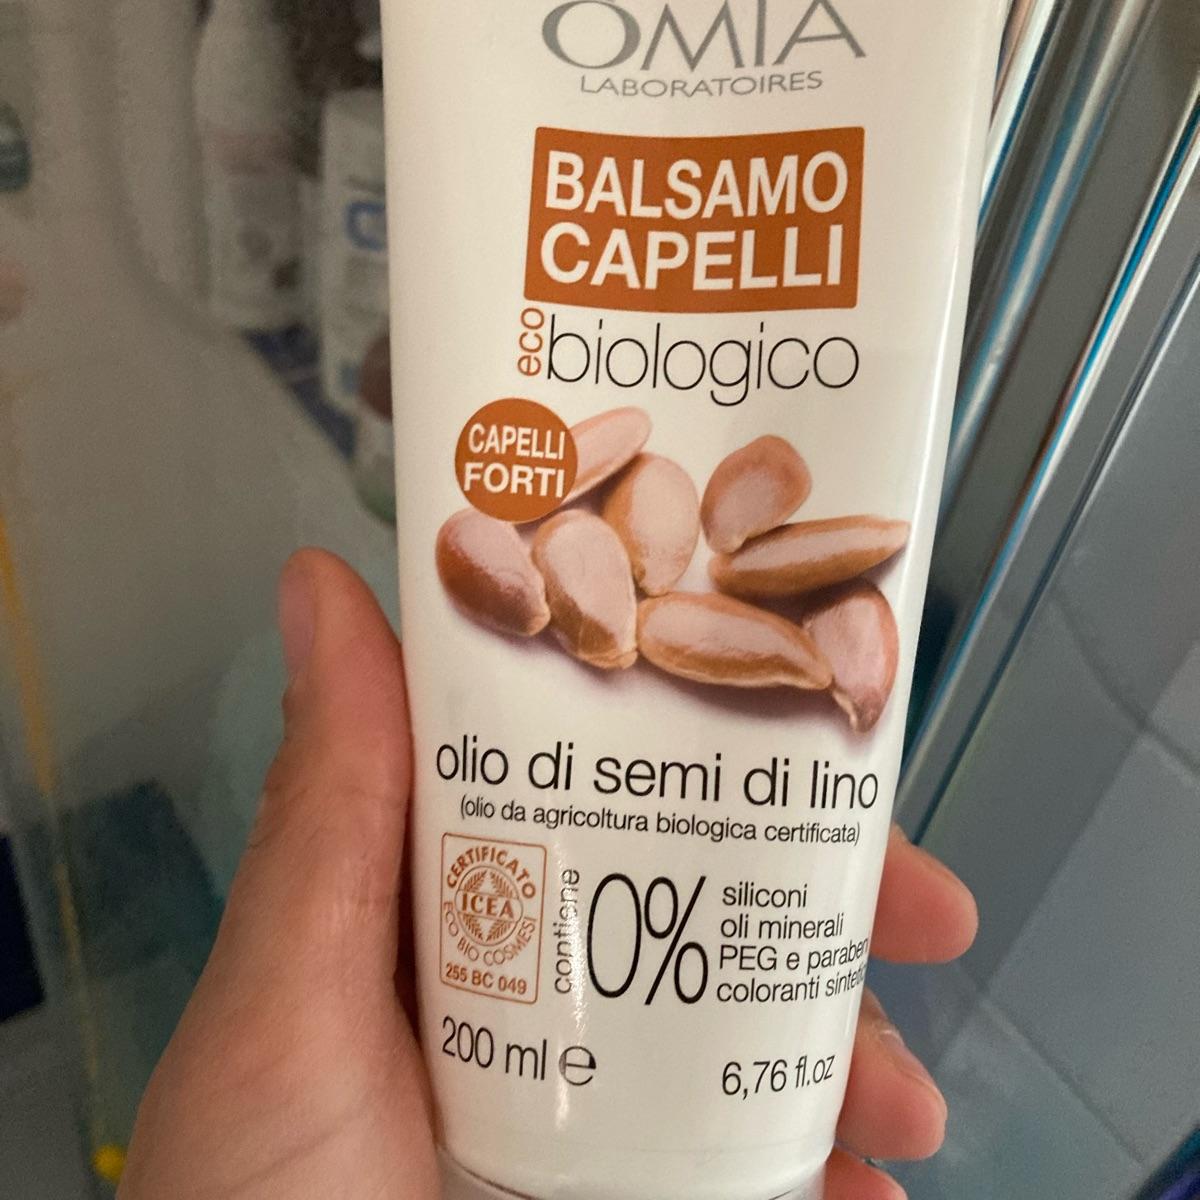 OMIA
LABORATOIRES
BALSAMO
CAPELLI
eco biologico
CAPELLI
FORTI
olio di semi di lino
(olio da agricoltura biologica certificata)
CERTIFICATO
ICEA
ECO BIO COSMESI
255 BC 049
contiene
0%
siliconi
oli minerali
PEG e paraben
coloranti
200 ml e
6,76 fl.oz